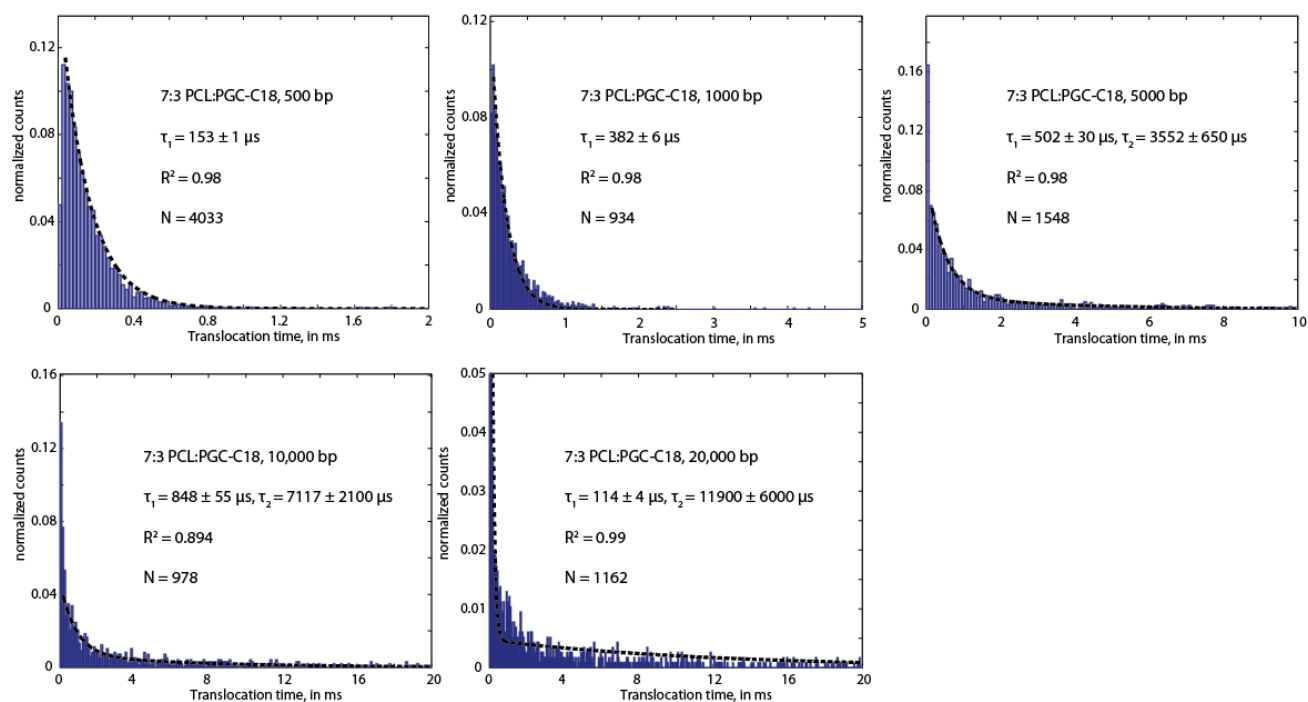 0.12
0.08
0.04
0
normalized counts
7:3 PCL:PGC-C18, 500 bp
τ1 = 153 ± 1 µs
R² = 0.98
N = 4033
0 0.4 0.8 1.2 1.6 2
Translocation time, in ms
0.12
0.08
0.04
0
normalized counts
7:3 PCL:PGC-C18, 1000 bp
τ1 = 382 ± 6 µs
R² = 0.98
N = 934
0 1 2 3 4 5
Translocation time, in ms
0.16
0.12
0.08
0.04
0
normalized counts
7:3 PCL:PGC-C18, 5000 bp
τ1 = 502 ± 30 µs, τ2 = 3552 ± 650 µs
R² = 0.98
N = 1548
0 2 4 6 8 10
Translocation time, in ms
0.16
0.12
0.08
0.04
0
normalized counts
7:3 PCL:PGC-C18, 10,000 bp
τ1 = 848 ± 55 µs, τ2 = 7117 ± 2100 µs
R² = 0.894
N = 978
0 4 8 12 16 20
Translocation time, in ms
0.05
0.04
0.03
0.02
0.01
0
normalized counts
7:3 PCL:PGC-C18, 20,000 bp
τ1 = 114 ± 4 µs, τ2 = 11900 ± 6000 µs
R² = 0.99
N = 1162
0 4 8 12 16 20
Translocation time, in ms